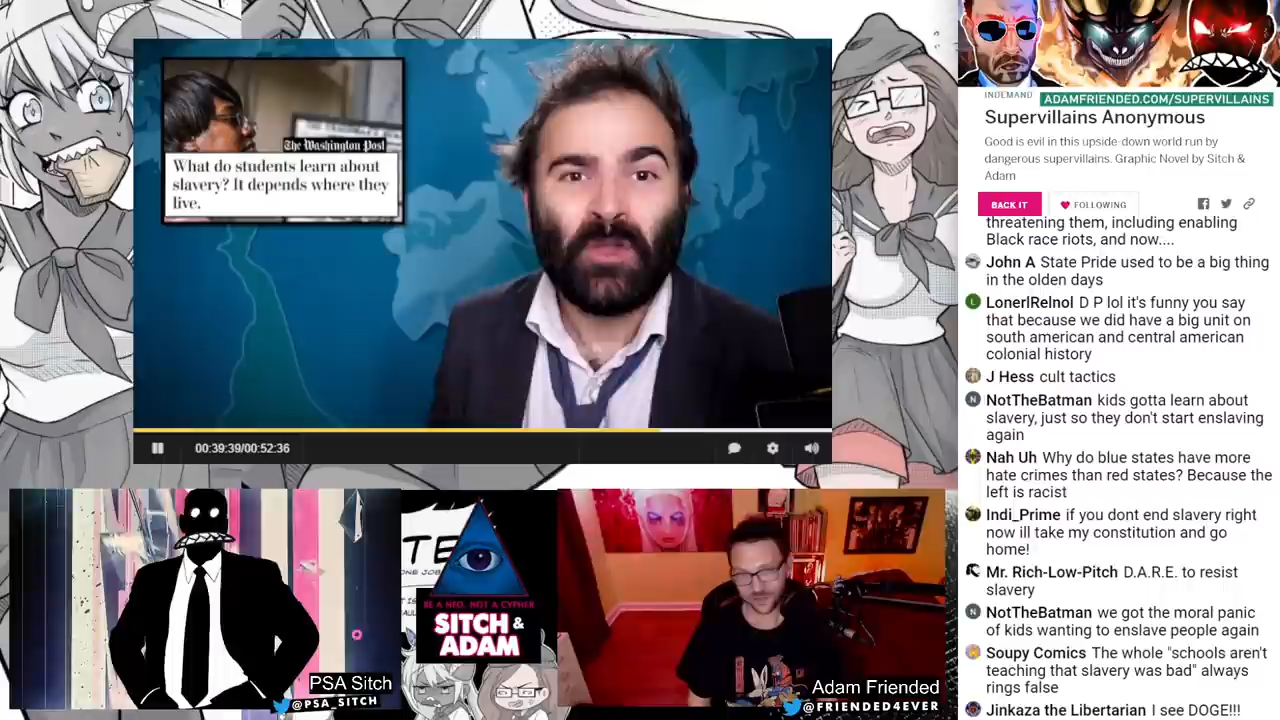 The Washington Post
What do students learn about
slavery? It depends where they
live.
00:39:39/00:52:36
PSA Sitch
@PSA_SITCH
BE A NEO, NOT A CYPHER
SITCH &
ADAM
Adam Friended
@FRIENDED4EVER
INDEMAND
ADAMFRIENDED.COM/SUPERVILLAINS
Supervillains Anonymous
Good is evil in this upside-down world run by
dangerous supervillains. Graphic Novel by Sitch &
Adam
BACK IT
FOLLOWING
threatening them, including enabling
Black race riots, and now....
John A State Pride used to be a big thing
in the olden days
LonerlRelnol D P lol it's funny you say
that because we did have a big unit on
south american and central american
colonial history
J Hess cult tactics
NotTheBatman kids gotta learn about
slavery, just so they don't start enslaving
again
Nah Uh Why do blue states have more
hate crimes than red states? Because the
left is racist
Indi_Prime if you dont end slavery right
now ill take my constitution and go
home!
Mr. Rich-Low-Pitch D.A.R.E. to resist
slavery
NotTheBatman we got the moral panic
of kids wanting to enslave people again
Soupy Comics The whole "schools aren't
teaching that slavery was bad" always
rings false
Jinkaza the Libertarian I see DOGE!!!